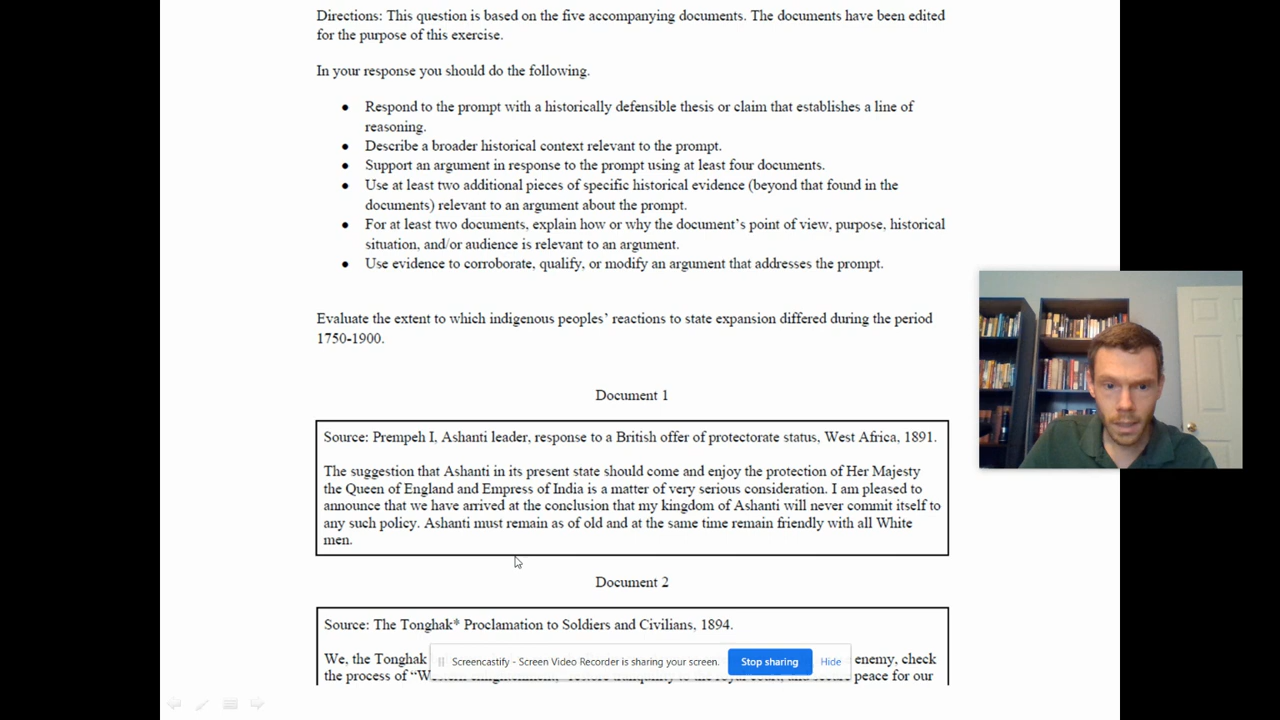 Directions: This question is based on the five accompanying documents. The documents have been edited
for the purpose of this exercise.
In your response you should do the following.
● Respond to the prompt with a historically defensible thesis or claim that establishes a line of
reasoning.
● Describe a broader historical context relevant to the prompt.
● Support an argument in response to the prompt using at least four documents.
● Use at least two additional pieces of specific historical evidence (beyond that found in the
documents) relevant to an argument about the prompt.
● For at least two documents, explain how or why the document's point of view, purpose, historical
situation, and/or audience is relevant to an argument.
● Use evidence to corroborate, qualify, or modify an argument that addresses the prompt.
Evaluate the extent to which indigenous peoples' reactions to state expansion differed during the period
1750-1900.
Document 1
Source: Prempeh I, Ashanti leader, response to a British offer of protectorate status, West Africa, 1891.
The suggestion that Ashanti in its present state should come and enjoy the protection of Her Majesty
the Queen of England and Empress of India is a matter of very serious consideration. I am pleased to
announce that we have arrived at the conclusion that my kingdom of Ashanti will never commit itself to
any such policy. Ashanti must remain as of old and at the same time remain friendly with all White
men.
Document 2
Source: The Tonghak* Proclamation to Soldiers and Civilians, 1894.
We, the Tonghak enemy, check
the process of peace for our
Screencastify - Screen Video Recorder is sharing your screen. Stop sharing Hide